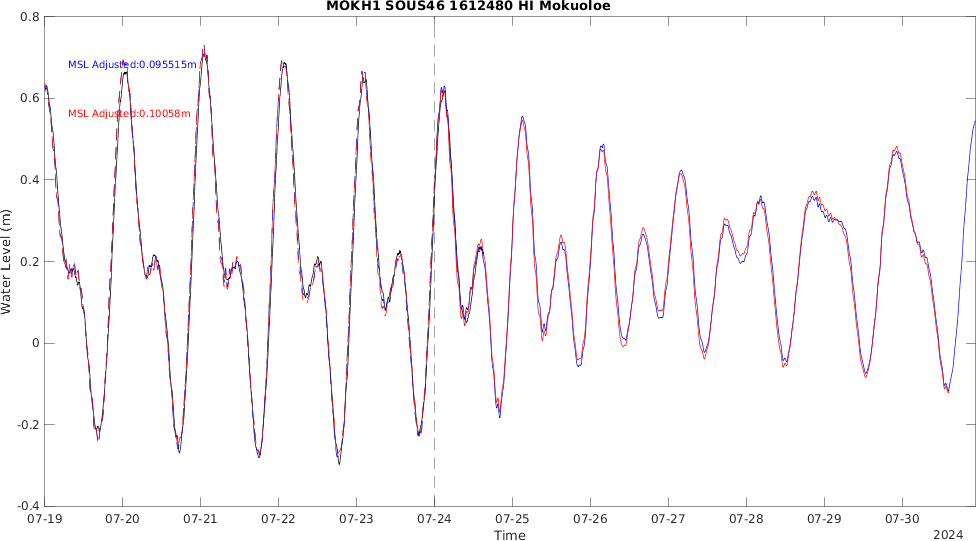 MOKH1 SOUS46 1612480 HI Mokuoloe
0.8
0.6
0.4
0.2
0
-0.2
-0.4
Water Level (m)
MSL Adjusted:0.095515m
MSL Adjusted:0.10058m
07-19 07-20 07-21 07-22 07-23 07-24 07-25 07-26 07-27 07-28 07-29 07-30
Time
2024